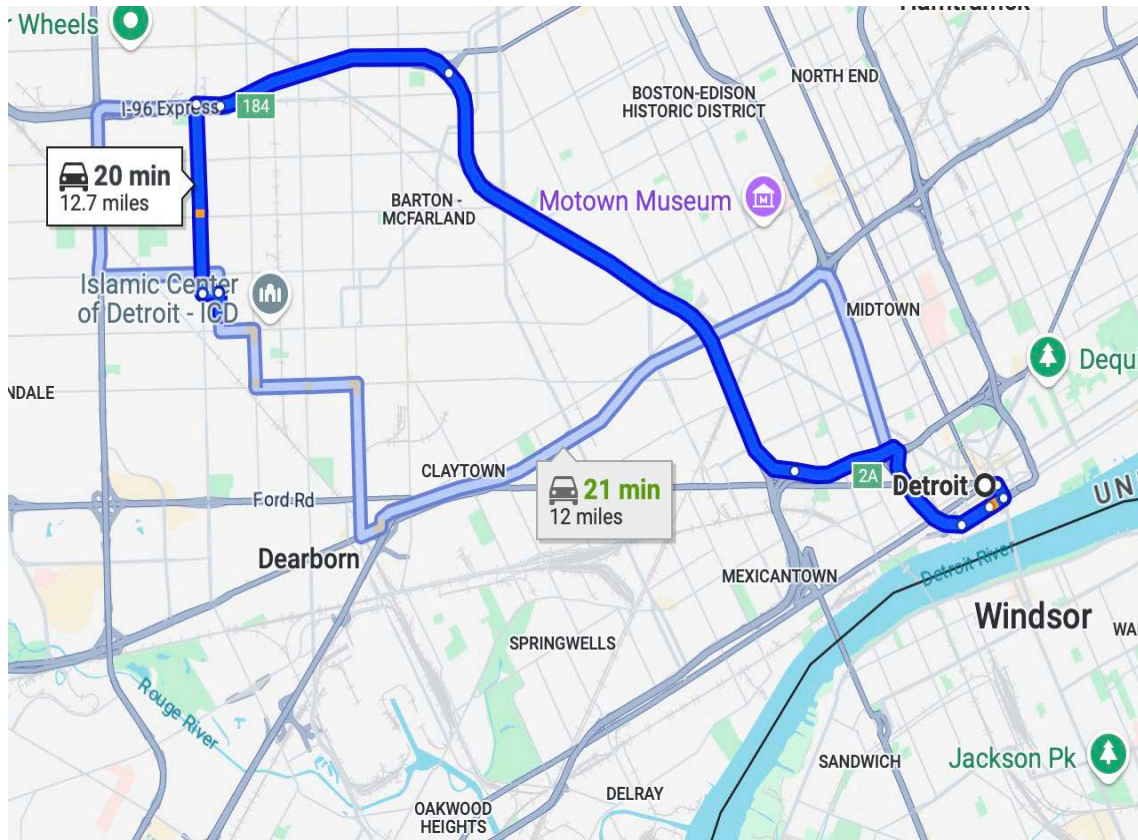 Wheels
NORTH END
BOSTON-EDISON
HISTORIC DISTRICT
I-96 Express
184
20 min
12.7 miles
BARTON -
MCFARLAND
Motown Museum
M
Islamic Center
of Detroit - ICD
MIDTOWN
Dequ
NDALE
CLAYTOWN
2A
Detroit
21 min
12 miles
Ford Rd
UN
Dearborn
Detroit River
MEXICANTOWN
Windsor
WA
SPRINGWELLS
Rouge River
SANDWICH
Jackson Pk
DELRAY
OAKWOOD
HEIGHTS